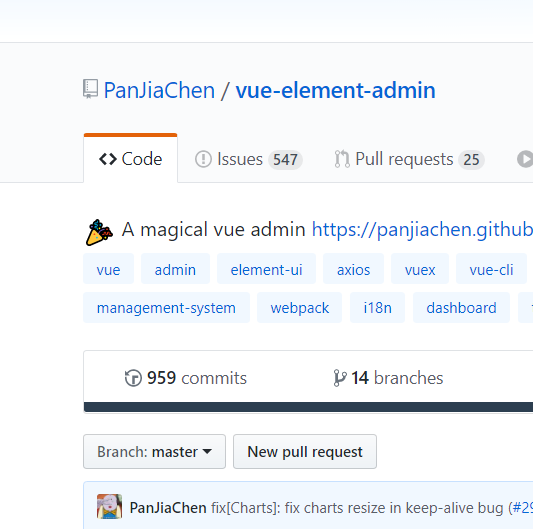 PanJiaChen / vue-element-admin
Code Issues 547 Pull requests 25
A magical vue admin https://panjiachen.github
vue admin element-ui axios vuex vue-cli
management-system webpack i18n dashboard
959 commits 14 branches
Branch: master New pull request
PanJiaChen fix[Charts]: fix charts resize in keep-alive bug (#29